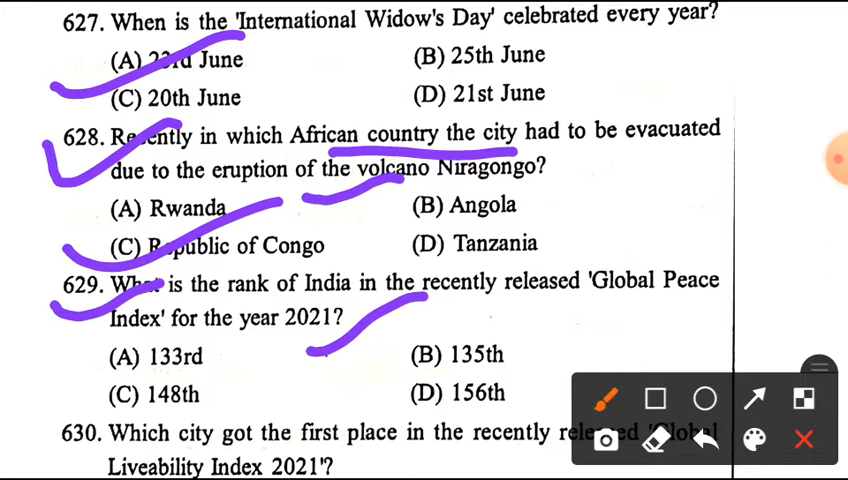 627. When is the 'International Widow's Day' celebrated every year?
(A) 23rd June (B) 25th June
(C) 20th June (D) 21st June
628. Recently in which African country the city had to be evacuated
due to the eruption of the volcano Niragongo?
(A) Rwanda (B) Angola
(C) Republic of Congo (D) Tanzania
629. What is the rank of India in the recently released 'Global Peace
Index' for the year 2021?
(A) 133rd (B) 135th
(C) 148th (D) 156th
630. Which city got the first place in the recently released 'Global
Liveability Index 2021'?